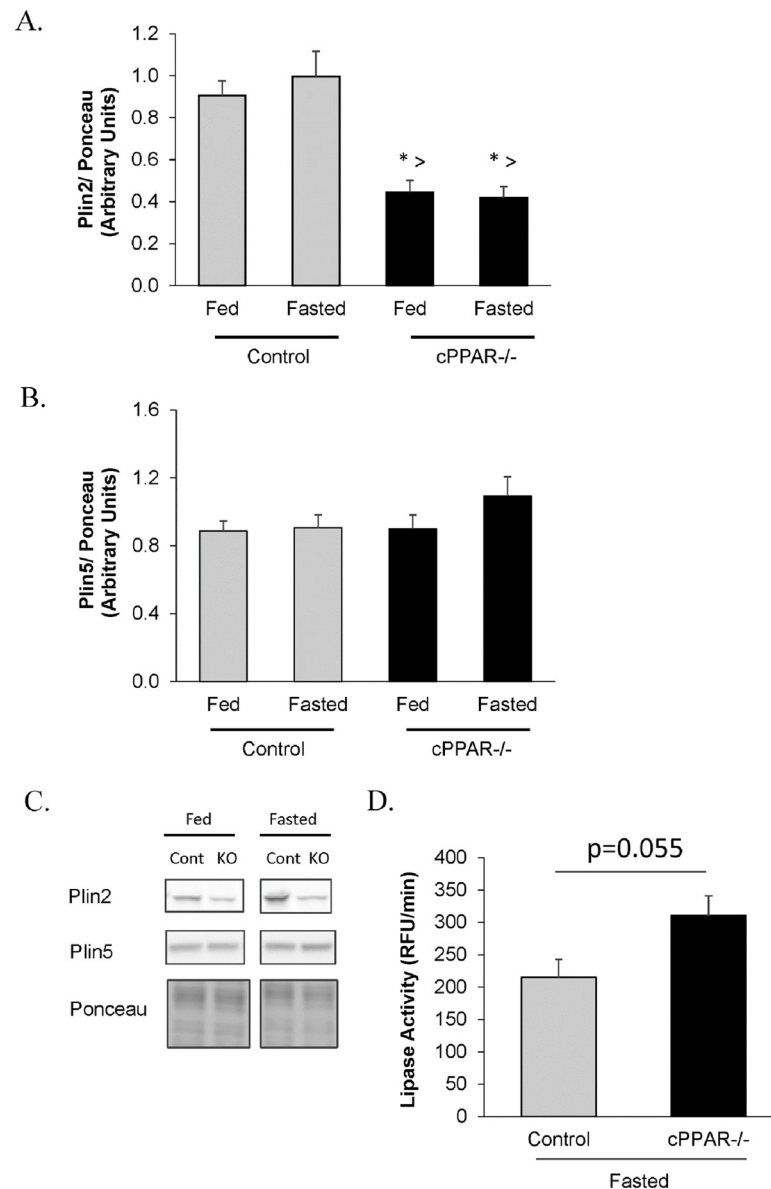 A.
Plin2/ Ponceau
(Arbitrary Units)
1.2
1.0
0.8
0.6
0.4
0.2
0.0
* >
* >
Fed
Fasted
Fed
Fasted
Control
cPPAR-/-
B.
Plin5/ Ponceau
(Arbitrary Units)
1.6
1.2
0.8
0.4
0.0
Fed
Fasted
Fed
Fasted
Control
cPPAR-/-
C.
Fed
Fasted
Cont KO
Cont KO
Plin2
Plin5
Ponceau
D.
p=0.055
Lipase Activity (RFU/min)
400
350
300
250
200
150
100
50
0
Control
cPPAR-/-
Fasted